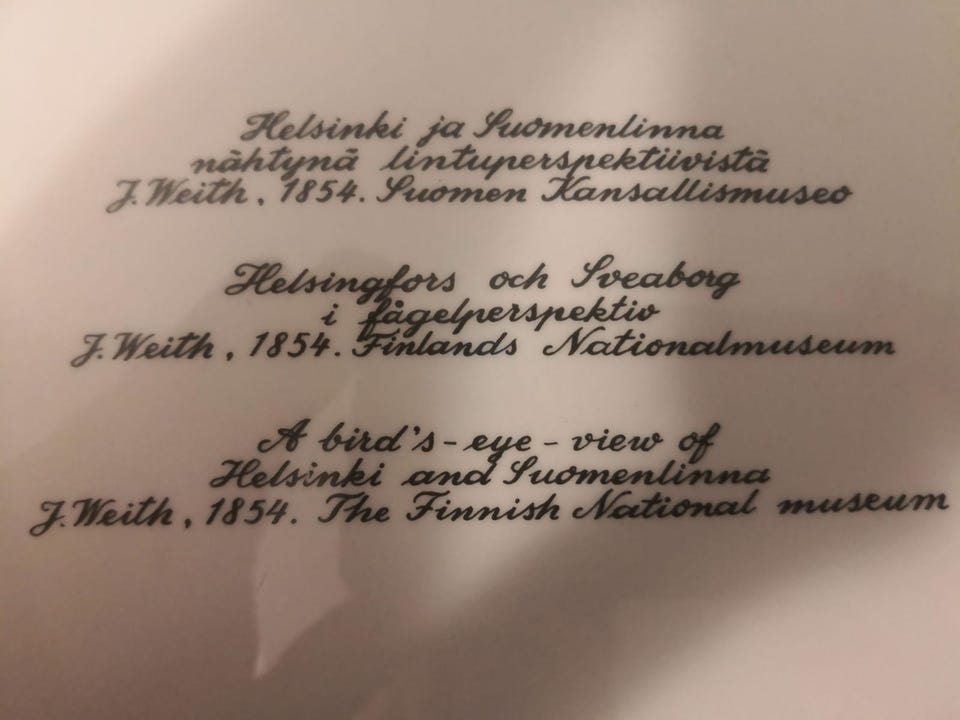 Helsinki ja Suomenlinna
nähtynä lintuperspektiivistä
J. Weith, 1854. Suomen Kansallismuseo
Helsingfors och Sveaborg
i fågelperspektiv
J. Weith, 1854. Finlands Nationalmuseum
A bird's-eye-view of
Helsinki and Suomenlinna
J. Weith, 1854. The Finnish National museum